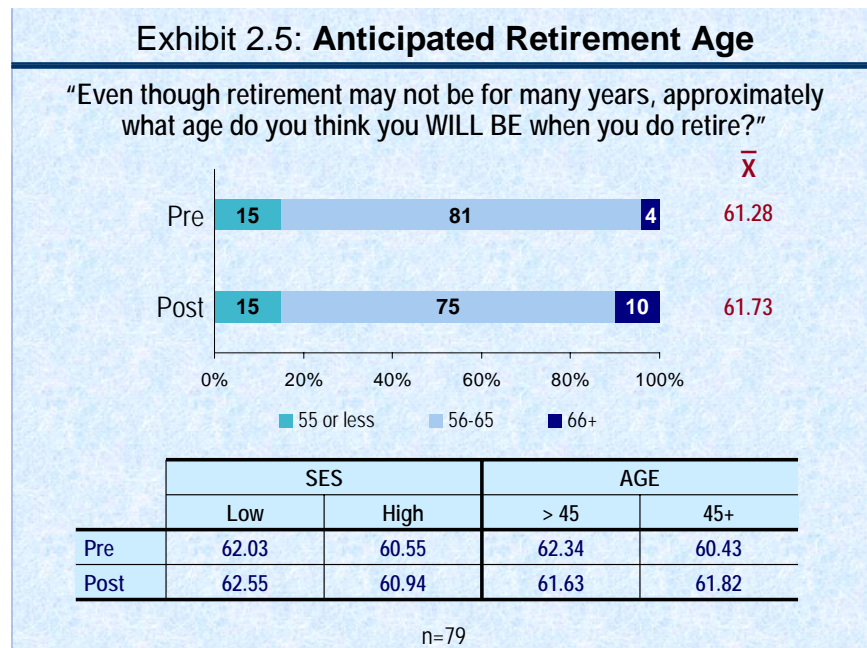 Exhibit 2.5: Anticipated Retirement Age
“Even though retirement may not be for many years, approximately
what age do you think you WILL BE when you do retire?”
X̅
Pre 15 81 4 61.28
Post 15 75 10 61.73
0% 20% 40% 60% 80% 100%
55 or less 56-65 66+
SES AGE
Low High > 45 45+
Pre 62.03 60.55 62.34 60.43
Post 62.55 60.94 61.63 61.82
n=79